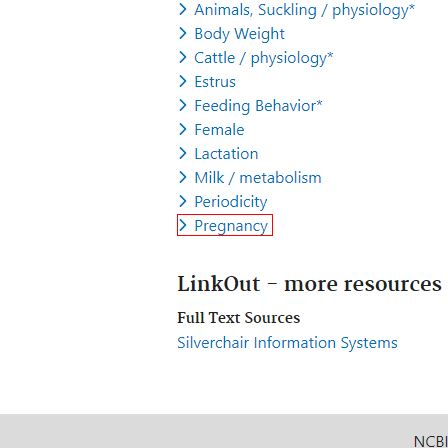 Animals, Suckling / physiology*
Body Weight
Cattle / physiology*
Estrus
Feeding Behavior*
Female
Lactation
Milk / metabolism
Periodicity
Pregnancy
LinkOut - more resources
Full Text Sources
Silverchair Information Systems
NCBI